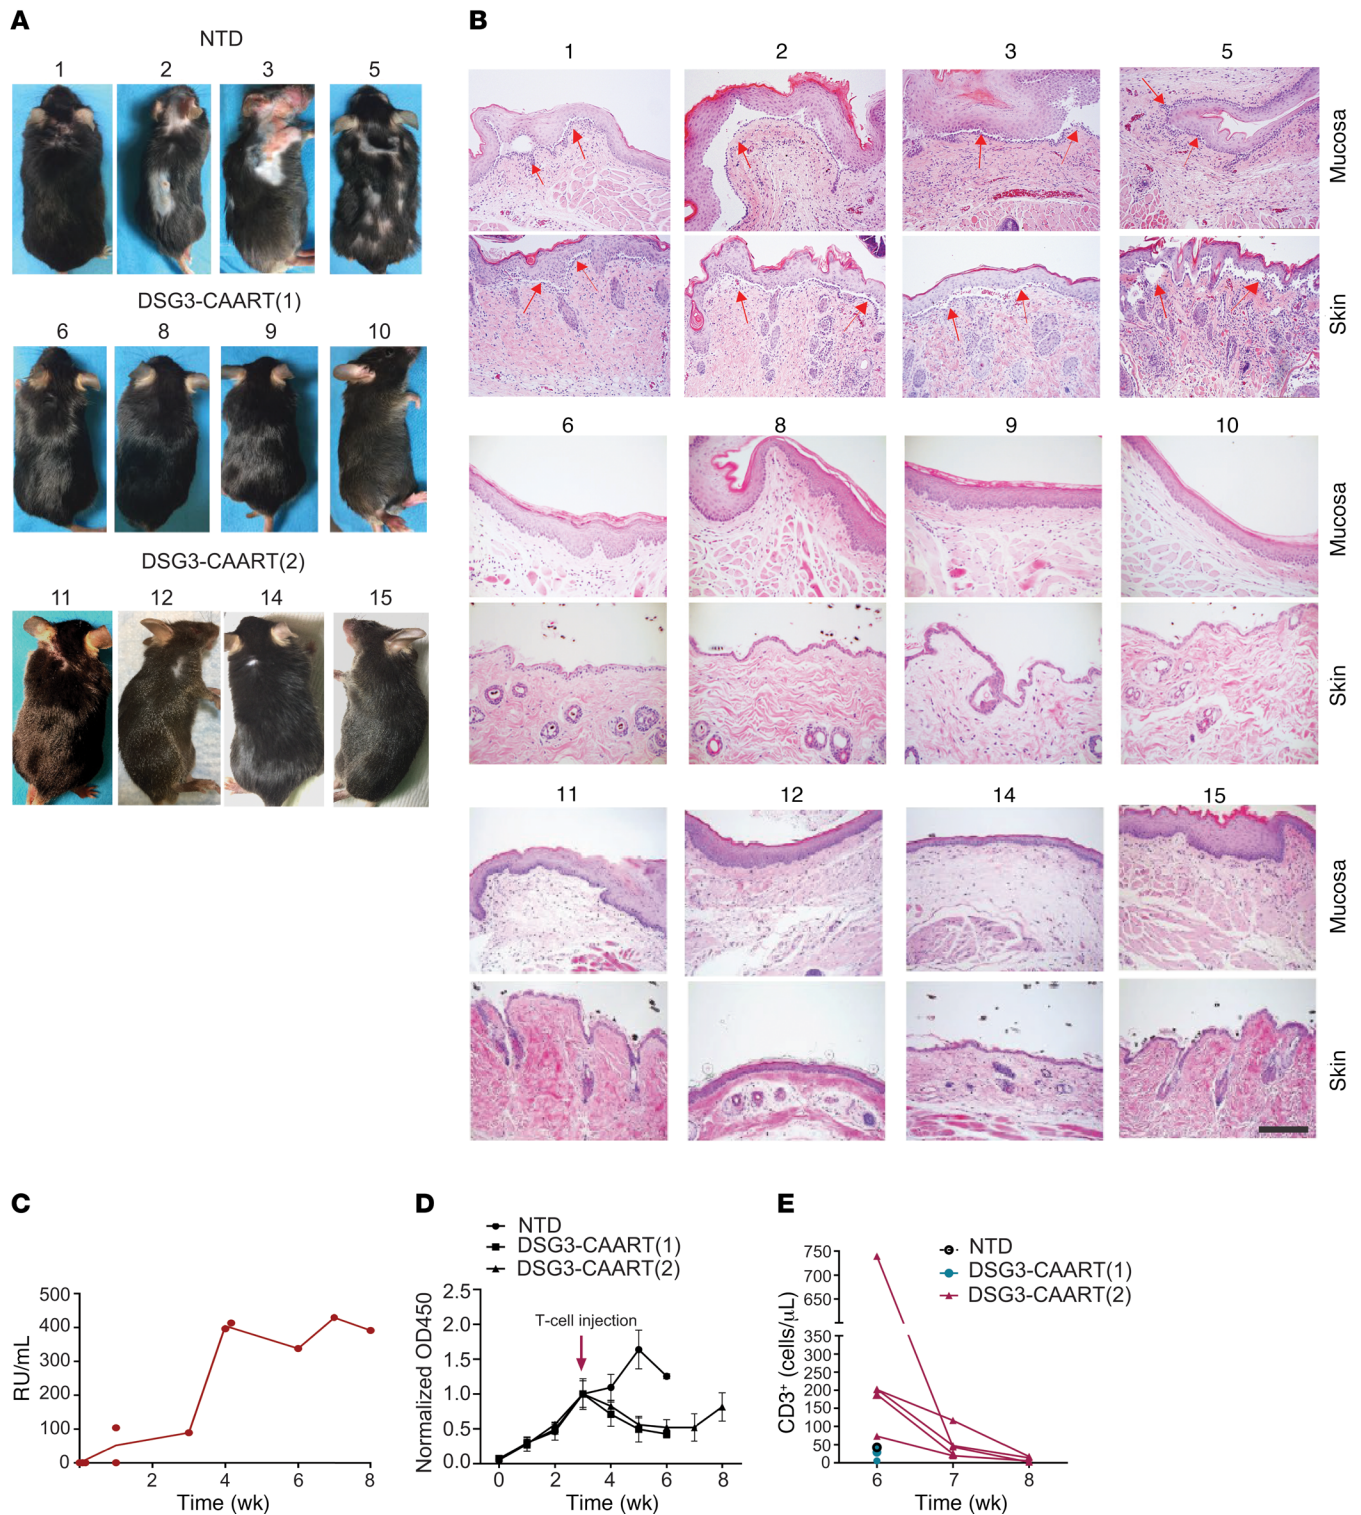 A
NTD
1 2 3 5
DSG3-CAART(1)
6 8 9 10
DSG3-CAART(2)
11 12 14 15
B
1 2 3 5
Mucosa
Skin
6 8 9 10
Mucosa
Skin
11 12 14 15
Mucosa
Skin
C
500
400
300
200
100
0
RU/mL
2 4 6 8
Time (wk)
D
NTD
DSG3-CAART(1)
DSG3-CAART(2)
2.5
2.0
1.5
1.0
0.5
0.0
Normalized OD450
T-cell injection
0 2 4 6 8
Time (wk)
E
NTD
DSG3-CAART(1)
DSG3-CAART(2)
750
700
650
350
300
250
200
150
100
50
0
CD3+ (cells/μL)
6 7 8
Time (wk)